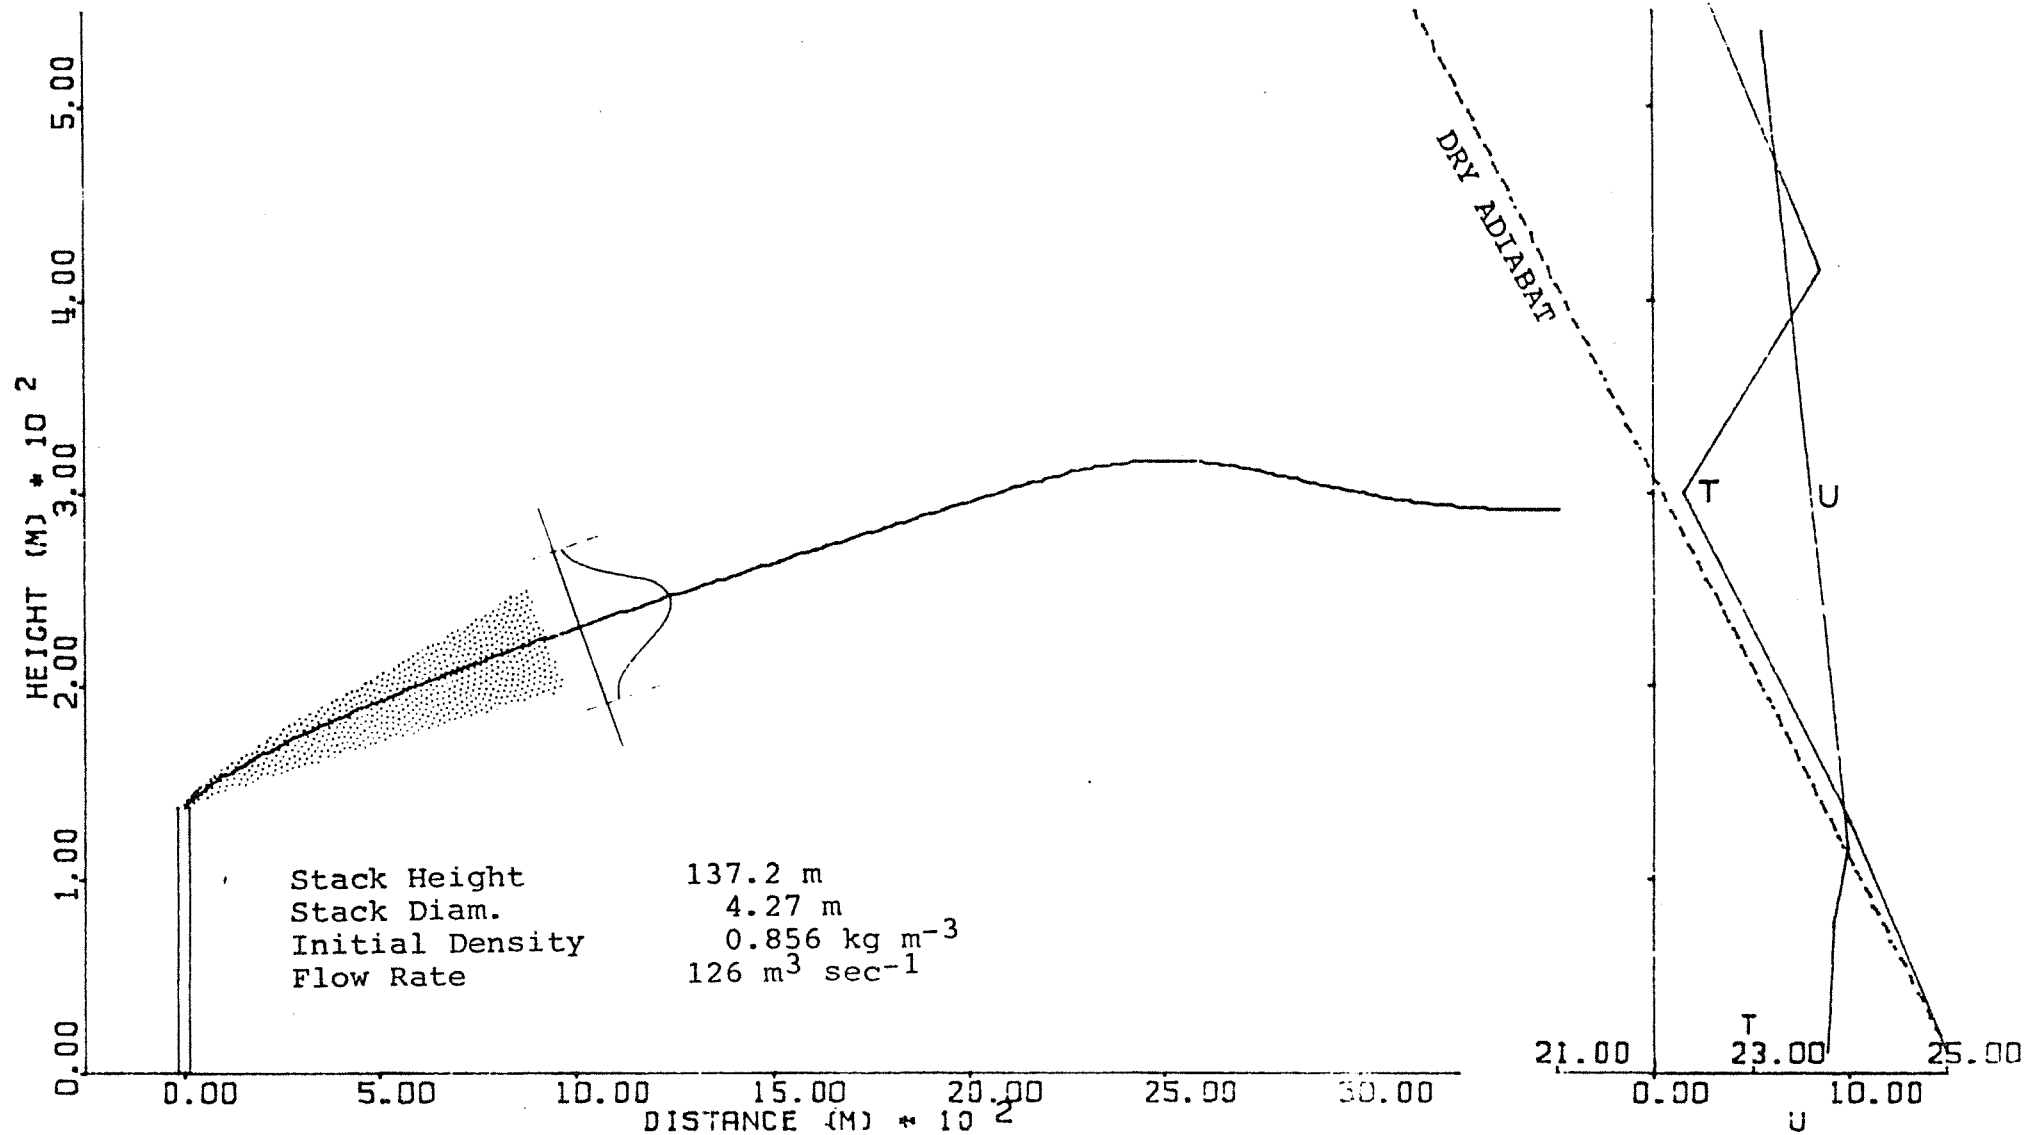 HEIGHT (M) * 10 2
5.00
4.00
3.00
2.00
1.00
0.00
DRY ADIABAT
T
U
Stack Height 137.2 m
Stack Diam. 4.27 m
Initial Density 0.856 kg m-3
Flow Rate 126 m3 sec-1
T
21.00 23.00 25.00
0.00 5.00 10.00 15.00 20.00 25.00 30.00
DISTANCE (M) * 10 2
0.00 10.00
U